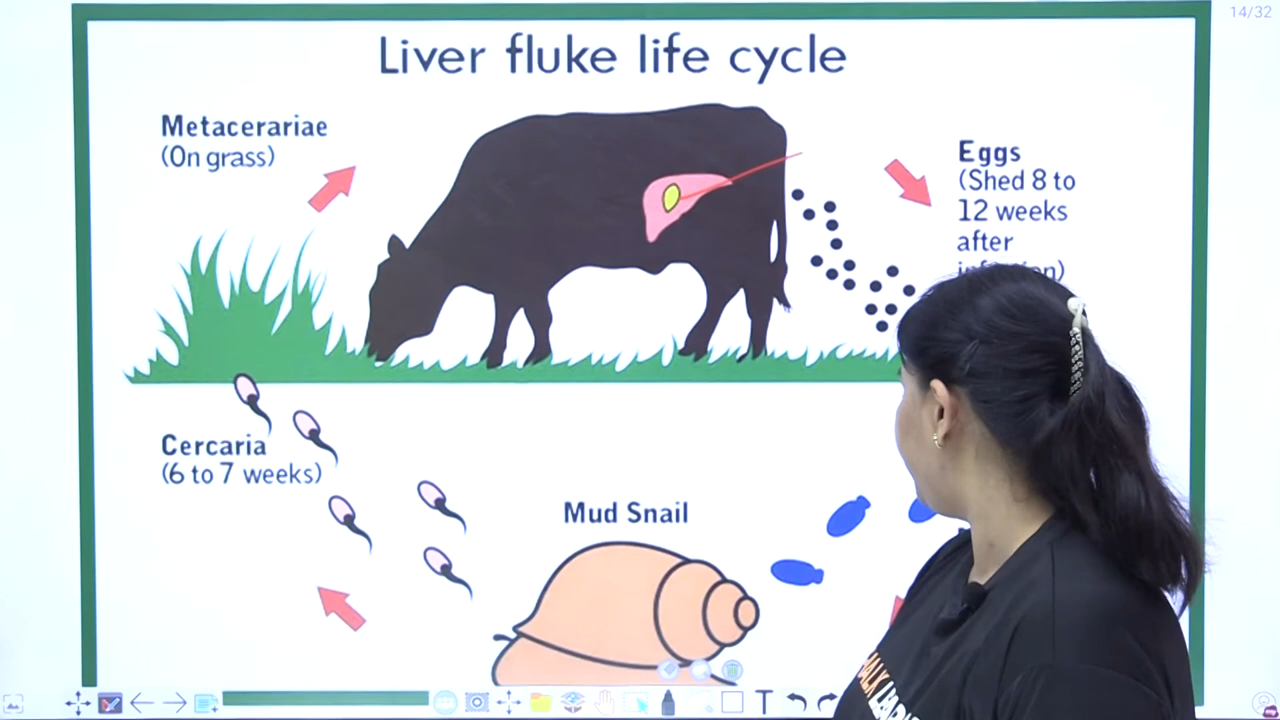 14/32
Liver fluke life cycle
Metacerariae
(On grass)
Eggs
(Shed 8 to
12 weeks
after
infection)
Cercaria
(6 to 7 weeks)
Mud Snail
T